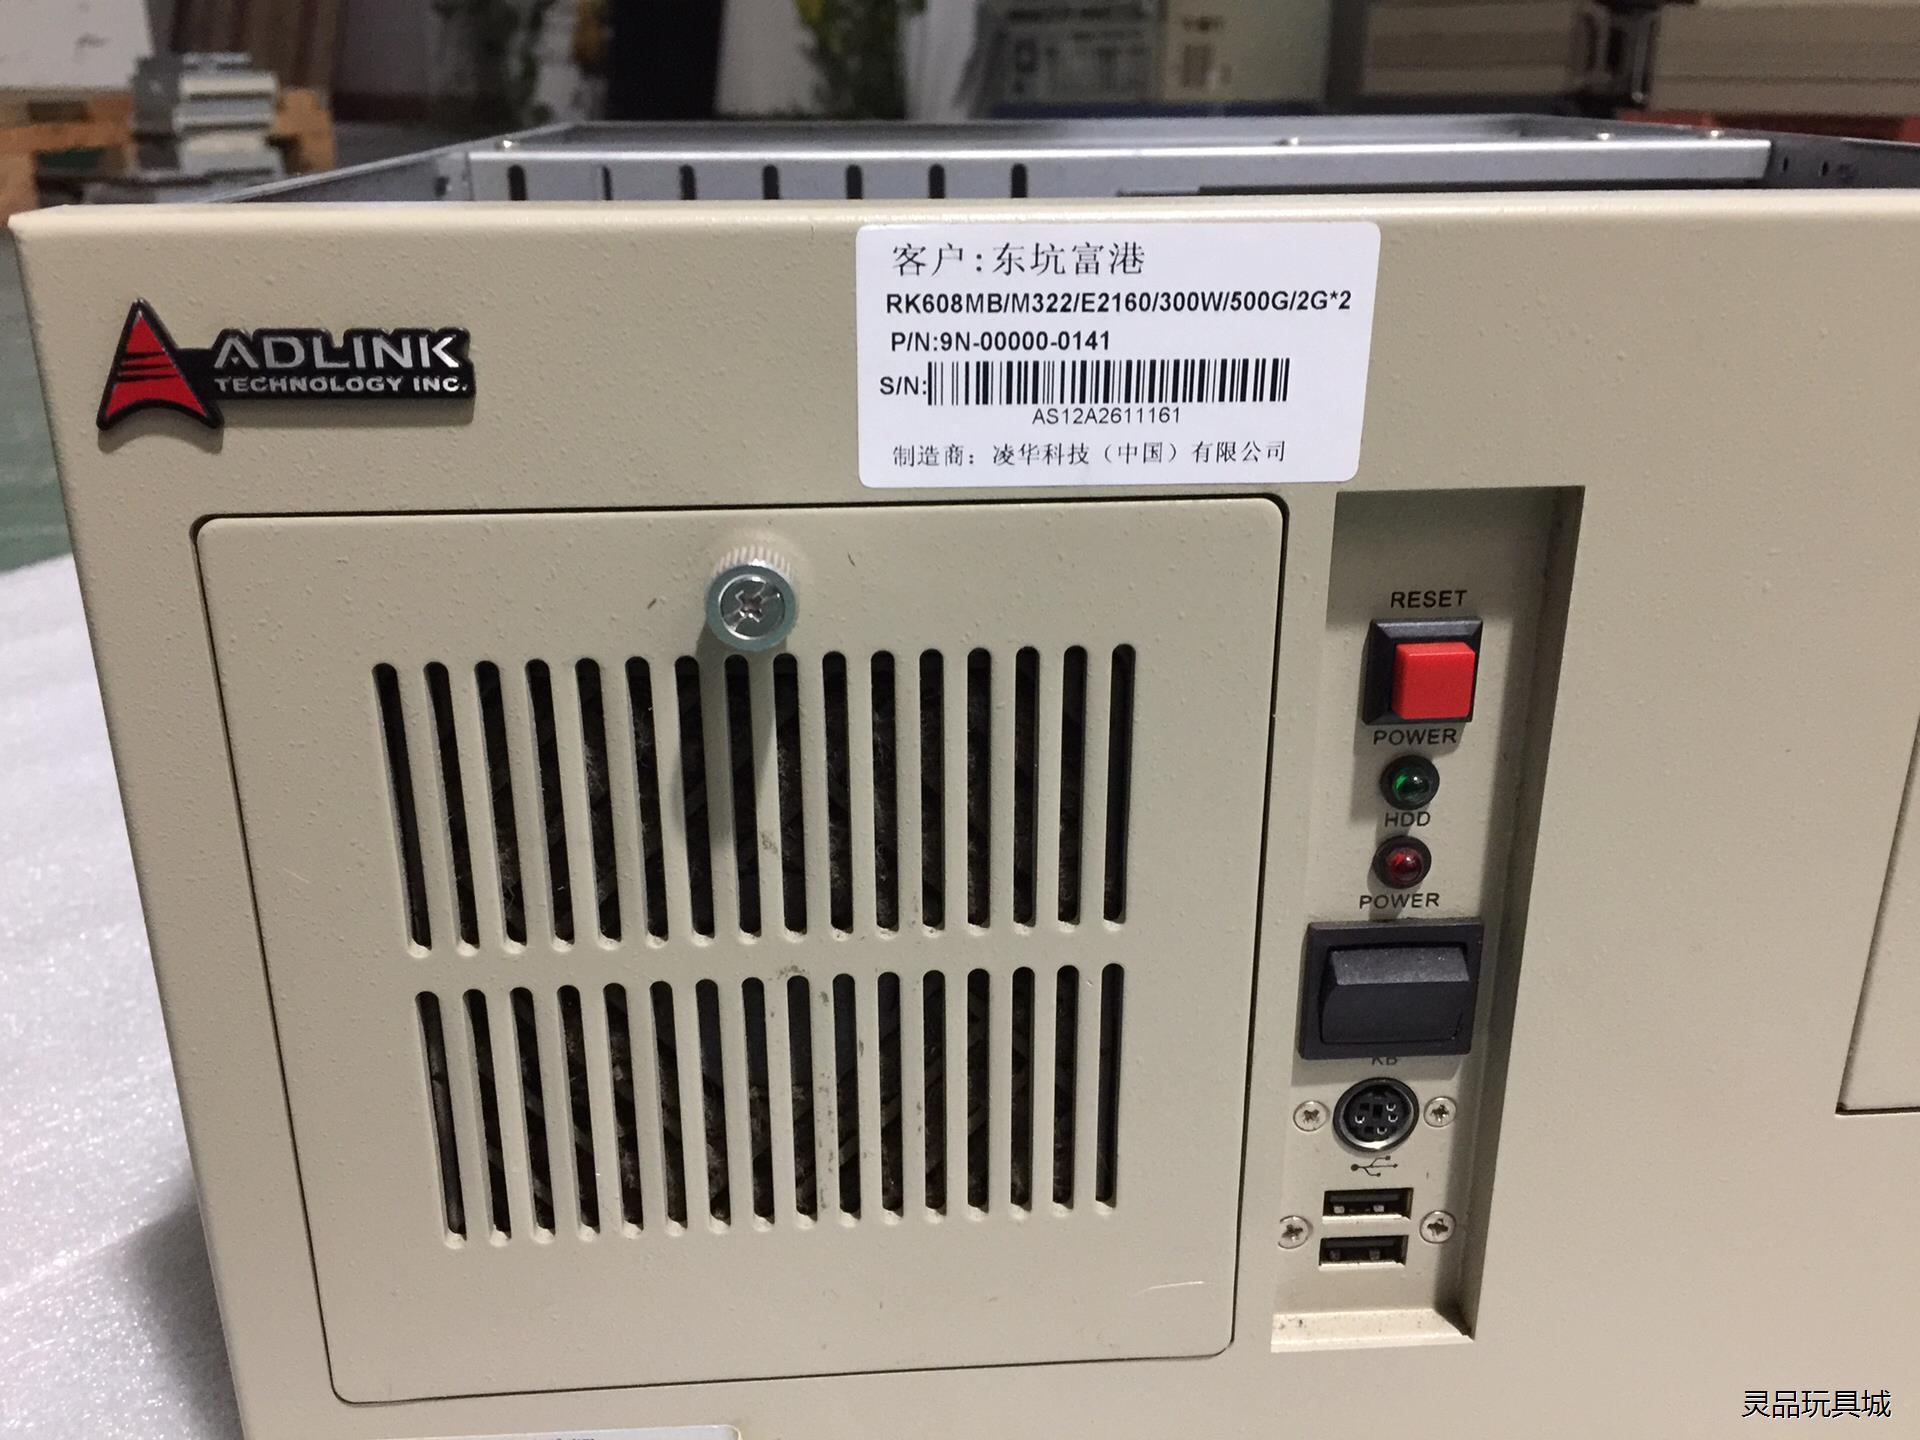 客户:东坑富港
RK608MB/M322/E2160/300W/500G/2G*2
P/N:9N-00000-0141
S/N:
AS12A2611161
制造商：凌华科技（中国）有限公司
ADLINK
TECHNOLOGY INC.
RESET
POWER
HDD
POWER
KB
灵品玩具城